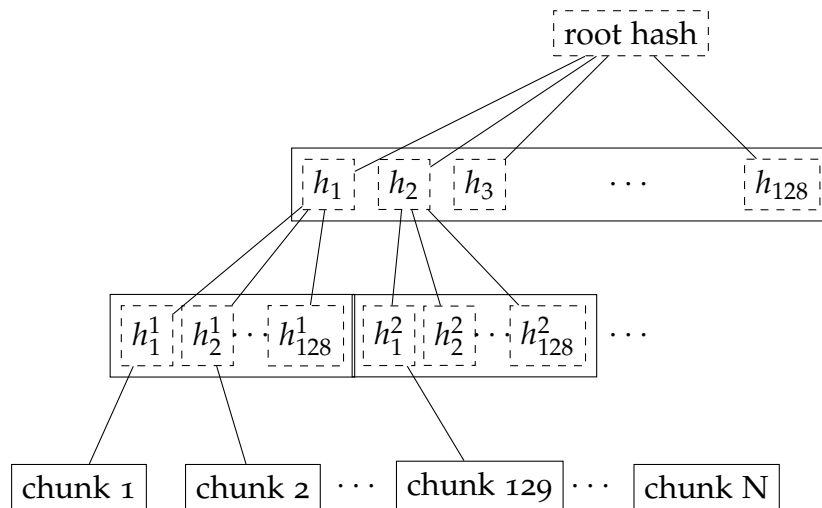 root hash
h₁ h₂ h₃ ··· h₁₂₈
h¹₁ h¹₂ ··· h¹₁₂₈ h²₁ h²₂ ··· h²₁₂₈ ···
chunk 1 chunk 2 ··· chunk 129 ··· chunk N